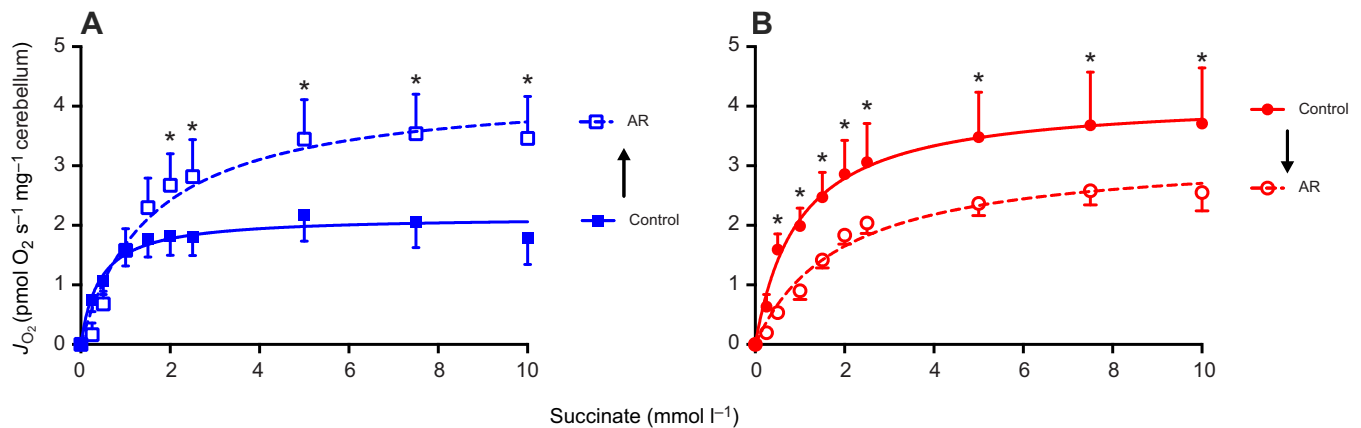 A
B
J O₂ (pmol O₂ s⁻¹ mg⁻¹ cerebellum)
5
4
3
2
1
0
* * * * *
0 2 4 6 8 10
AR
Control
5
4
3
2
1
0
* * * * * * * *
0 2 4 6 8 10
Control
AR
Succinate (mmol l⁻¹)